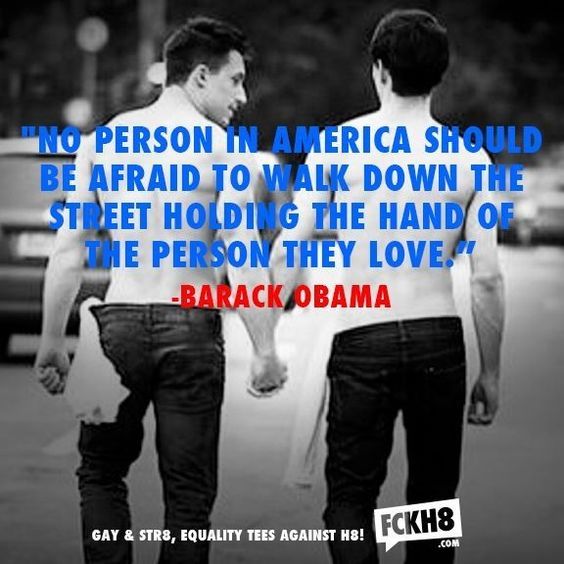 "NO PERSON IN AMERICA SHOULD
BE AFRAID TO WALK DOWN THE
STREET HOLDING THE HAND OF
THE PERSON THEY LOVE."
-BARACK OBAMA
GAY & STR8, EQUALITY TEES AGAINST H8!
FCKH8
.COM